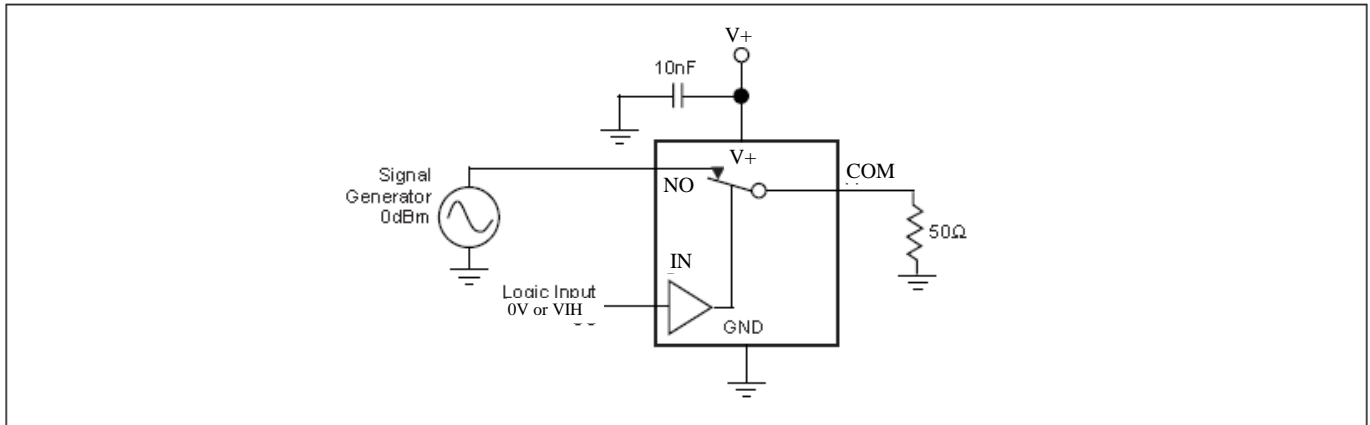 V+
10nF
V+
COM
NO
Signal
Generator
0dBm
50Ω
IN
Logic Input
0V or VIH
GND